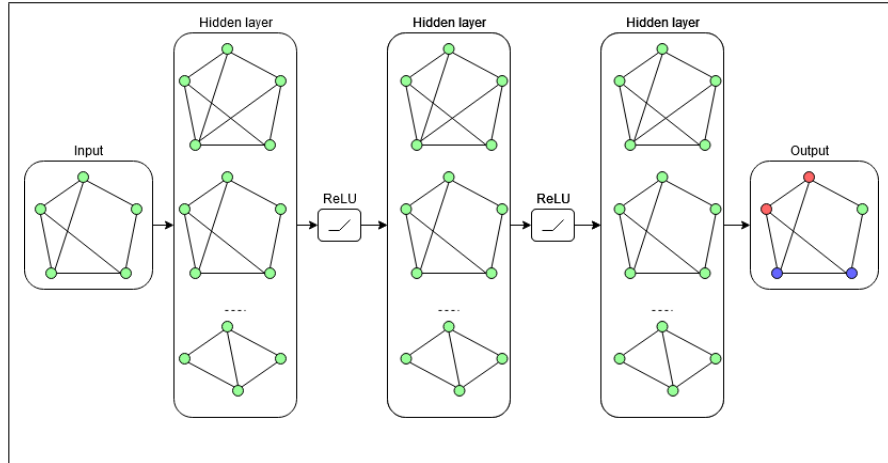 Hidden layer
Hidden layer
Hidden layer
Input
ReLU
ReLU
Output